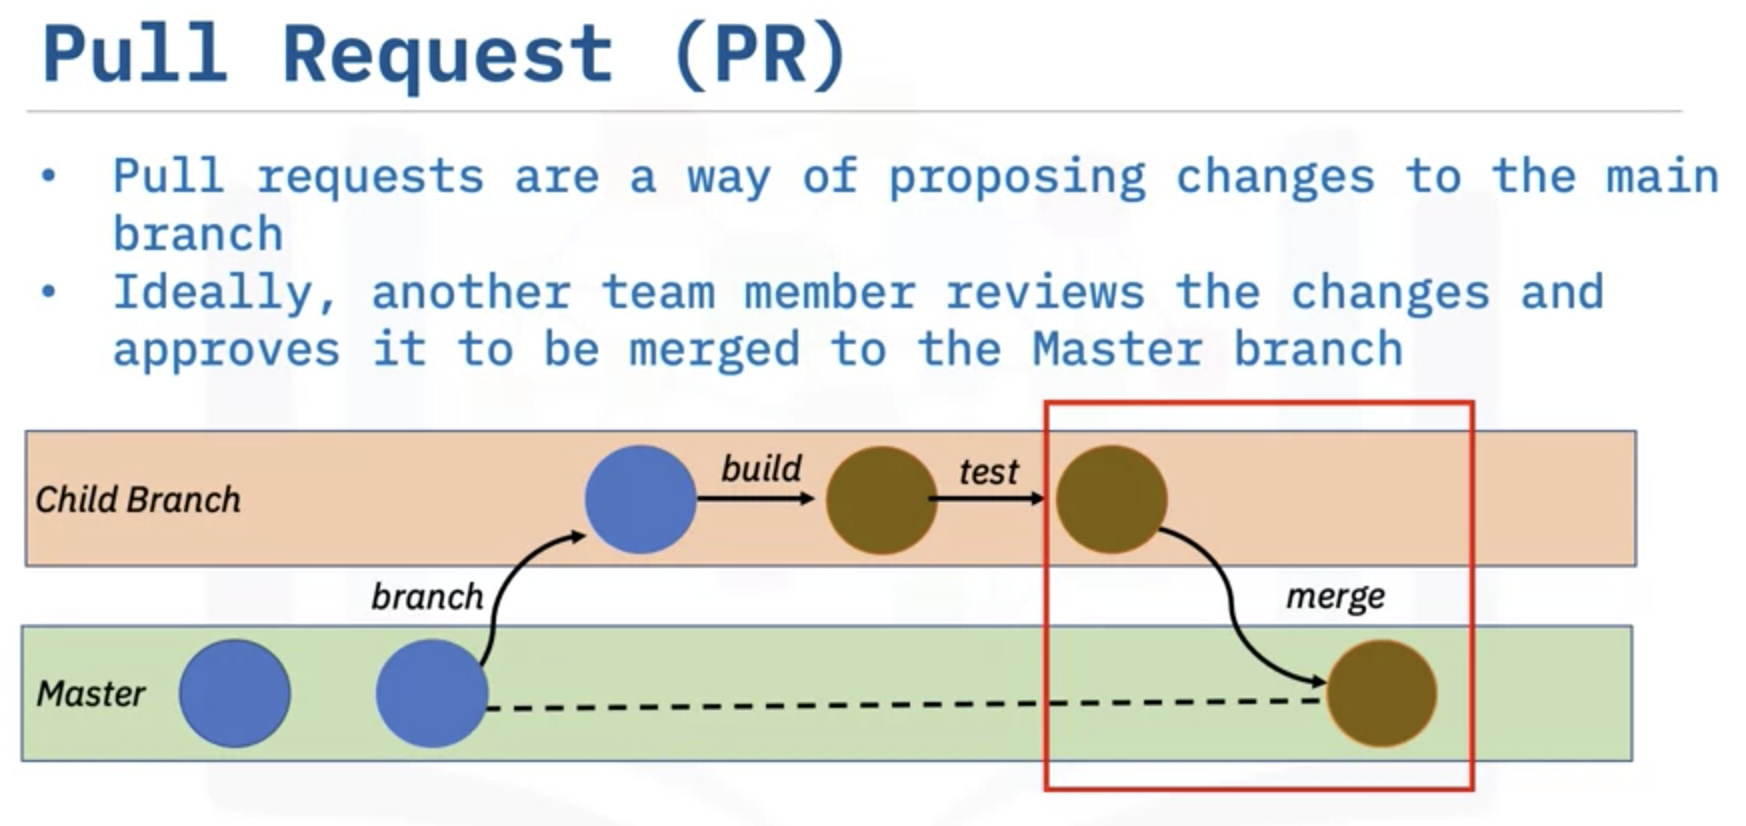 Pull Request (PR)
• Pull requests are a way of proposing changes to the main
branch
• Ideally, another team member reviews the changes and
approves it to be merged to the Master branch
Child Branch
build
test
branch
merge
Master